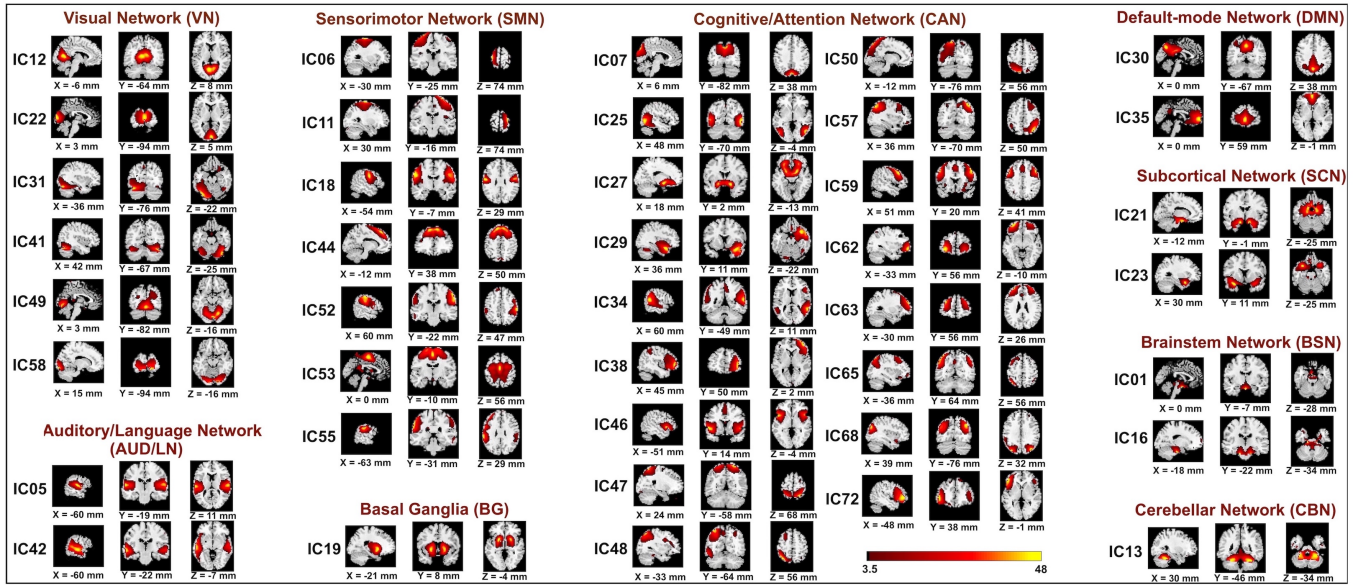 Visual Network (VN)
IC12
X = -6 mm Y = -64 mm Z = 8 mm
IC22
X = 3 mm Y = -94 mm Z = 5 mm
IC31
X = -36 mm Y = -76 mm Z = -22 mm
IC41
X = 42 mm Y = -67 mm Z = -25 mm
IC49
X = 3 mm Y = -82 mm Z = -16 mm
IC58
X = 15 mm Y = -94 mm Z = -16 mm
Auditory/Language Network
(AUD/LN)
IC05
X = -60 mm Y = -19 mm Z = 11 mm
IC42
X = -60 mm Y = -22 mm Z = -7 mm
Sensorimotor Network (SMN)
IC06
X = -30 mm Y = -25 mm Z = 74 mm
IC11
X = 30 mm Y = -16 mm Z = 74 mm
IC18
X = -54 mm Y = -7 mm Z = 29 mm
IC44
X = -12 mm Y = 38 mm Z = 50 mm
IC52
X = 60 mm Y = -22 mm Z = 47 mm
IC53
X = 0 mm Y = -10 mm Z = 56 mm
IC55
X = -63 mm Y = -31 mm Z = 29 mm
Basal Ganglia (BG)
IC19
X = -21 mm Y = 8 mm Z = -4 mm
Cognitive/Attention Network (CAN)
IC07
X = 6 mm Y = -82 mm Z = 38 mm
IC25
X = 48 mm Y = -70 mm Z = -4 mm
IC27
X = 18 mm Y = 2 mm Z = -13 mm
IC29
X = 36 mm Y = 11 mm Z = -22 mm
IC34
X = 60 mm Y = -49 mm Z = 11 mm
IC38
X = 45 mm Y = 50 mm Z = 2 mm
IC46
X = -51 mm Y = 14 mm Z = -4 mm
IC47
X = 24 mm Y = -58 mm Z = 68 mm
IC48
X = -33 mm Y = -64 mm Z = 56 mm
IC50
X = -12 mm Y = -76 mm Z = 56 mm
IC57
X = 36 mm Y = -70 mm Z = 50 mm
IC59
X = 51 mm Y = 20 mm Z = 41 mm
IC62
X = -33 mm Y = 56 mm Z = -10 mm
IC63
X = -30 mm Y = 56 mm Z = 26 mm
IC65
X = -36 mm Y = 64 mm Z = 56 mm
IC68
X = 39 mm Y = -76 mm Z = 32 mm
IC72
X = -48 mm Y = 38 mm Z = -1 mm
3.5 48
Default-mode Network (DMN)
IC30
X = 0 mm Y = -67 mm Z = 38 mm
IC35
X = 0 mm Y = 59 mm Z = -1 mm
Subcortical Network (SCN)
IC21
X = -12 mm Y = -1 mm Z = -25 mm
IC23
X = 30 mm Y = 11 mm Z = -25 mm
Brainstem Network (BSN)
IC01
X = 0 mm Y = -7 mm Z = -28 mm
IC16
X = -18 mm Y = -22 mm Z = -34 mm
Cerebellar Network (CBN)
IC13
X = 30 mm Y = -46 mm Z = -34 mm